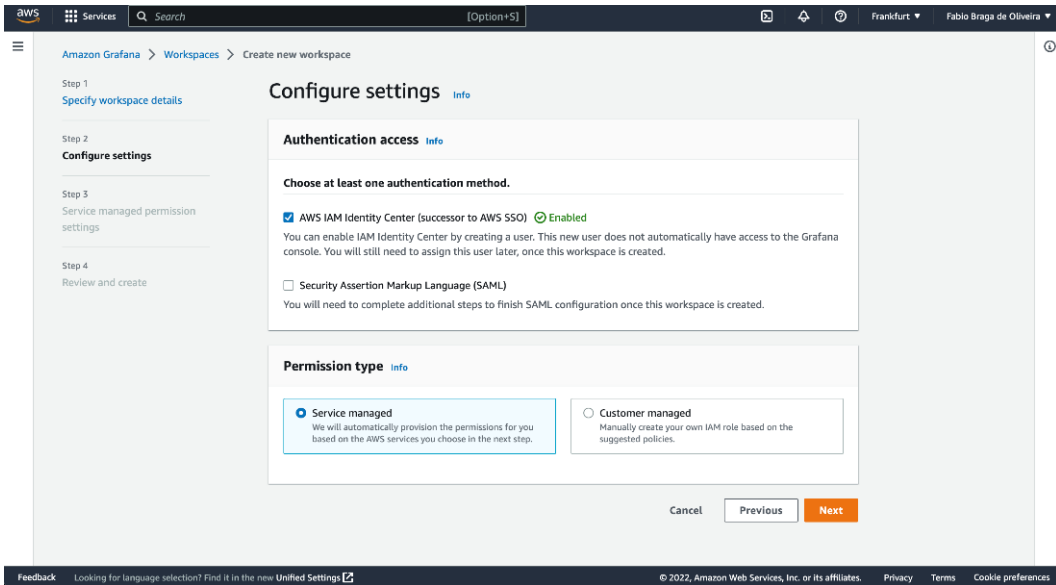 aws
Services
Search
[Option+S]
Frankfurt ▼
Fabio Braga de Oliveira ▼
Amazon Grafana > Workspaces > Create new workspace
Step 1
Specify workspace details
Step 2
Configure settings
Step 3
Service managed permission
settings
Step 4
Review and create
Configure settings Info
Authentication access Info
Choose at least one authentication method.
AWS IAM Identity Center (successor to AWS SSO) Enabled
You can enable IAM Identity Center by creating a user. This new user does not automatically have access to the Grafana
console. You will still need to assign this user later, once this workspace is created.
Security Assertion Markup Language (SAML)
You will need to complete additional steps to finish SAML configuration once this workspace is created.
Permission type Info
Service managed
We will automatically provision the permissions for you
based on the AWS services you choose in the next step.
Customer managed
Manually create your own IAM role based on the
suggested policies.
Cancel
Previous
Next
Feedback
Looking for language selection? Find it in the new Unified Settings
© 2022, Amazon Web Services, Inc. or its affiliates.
Privacy
Terms
Cookie preferences